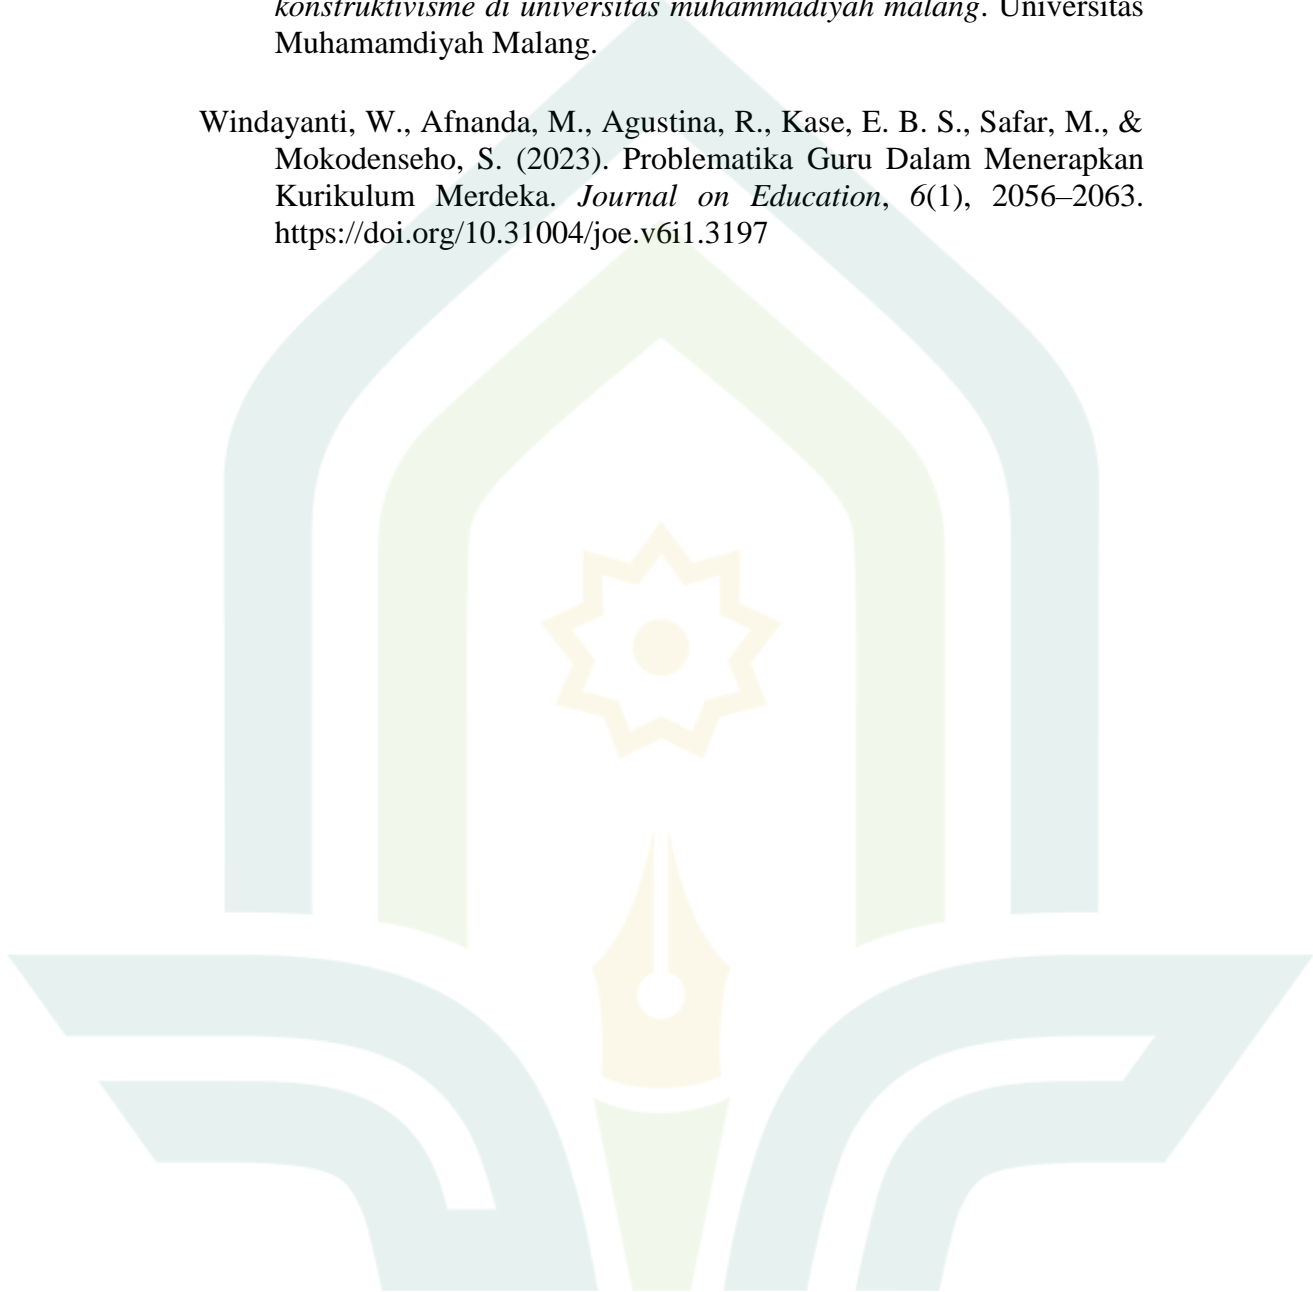 konstruktivisme di universitas muhammadiyah malang. Universitas
Muhamamdiyah Malang.
Windayanti, W., Afnanda, M., Agustina, R., Kase, E. B. S., Safar, M., &
Mokodenseho, S. (2023). Problematika Guru Dalam Menerapkan
Kurikulum Merdeka. Journal on Education, 6(1), 2056–2063.
https://doi.org/10.31004/joe.v6i1.3197